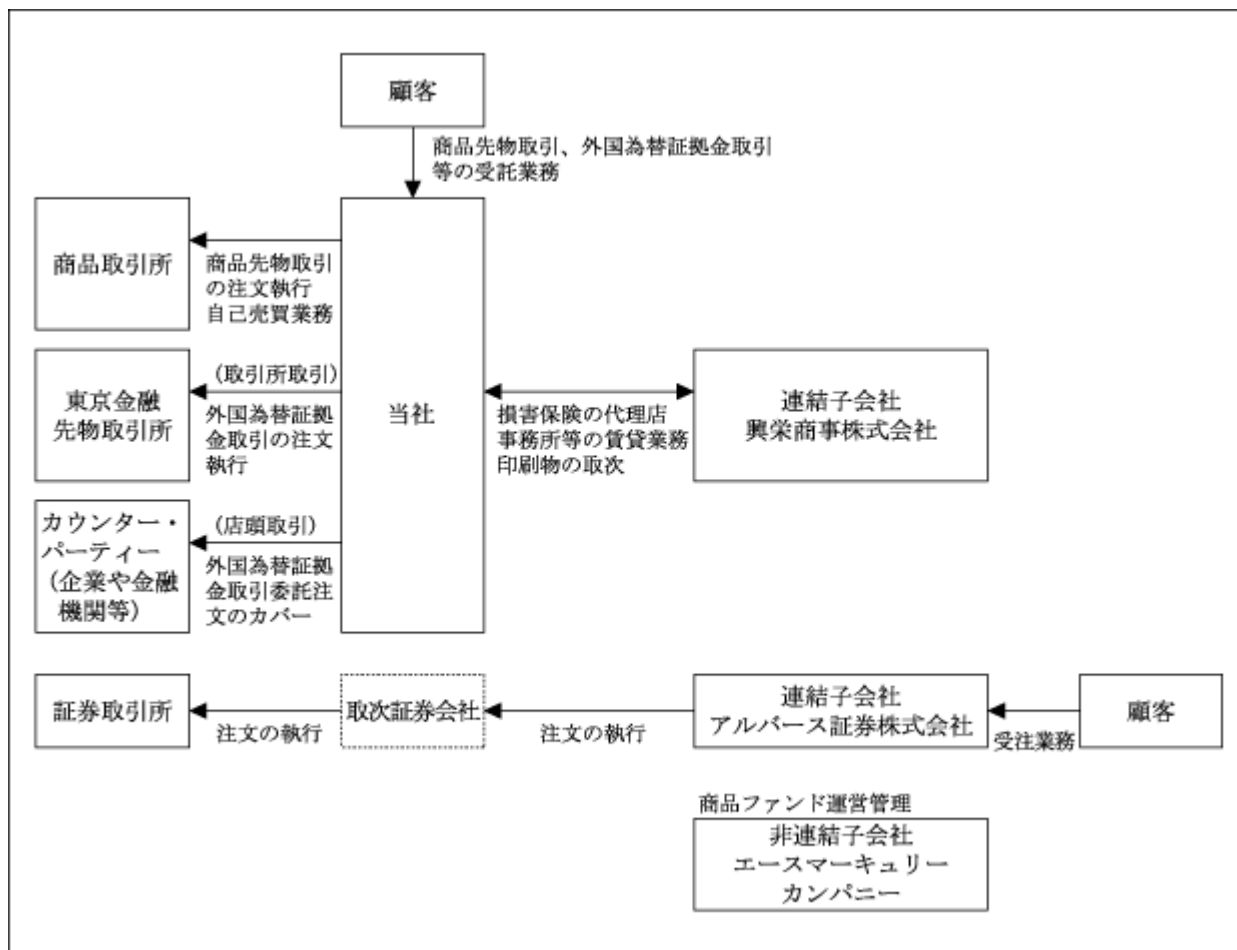 顧客
商品先物取引、外国為替証拠金取引
等の受託業務
商品取引所
商品先物取引
の注文執行
自己売買業務
東京金融
先物取引所
（取引所取引）
外国為替証拠
金取引の注文
執行
カウンター・
パーティー
（企業や金融
機関等）
（店頭取引）
外国為替証拠
金取引委託注
文のカバー
当社
損害保険の代理店
事務所等の賃貸業務
印刷物の取次
連結子会社
興栄商事株式会社
証券取引所
注文の執行
取次証券会社
注文の執行
連結子会社
アルバース証券株式会社
受注業務
顧客
商品ファンド運営管理
非連結子会社
エースマーキュリー
カンパニー